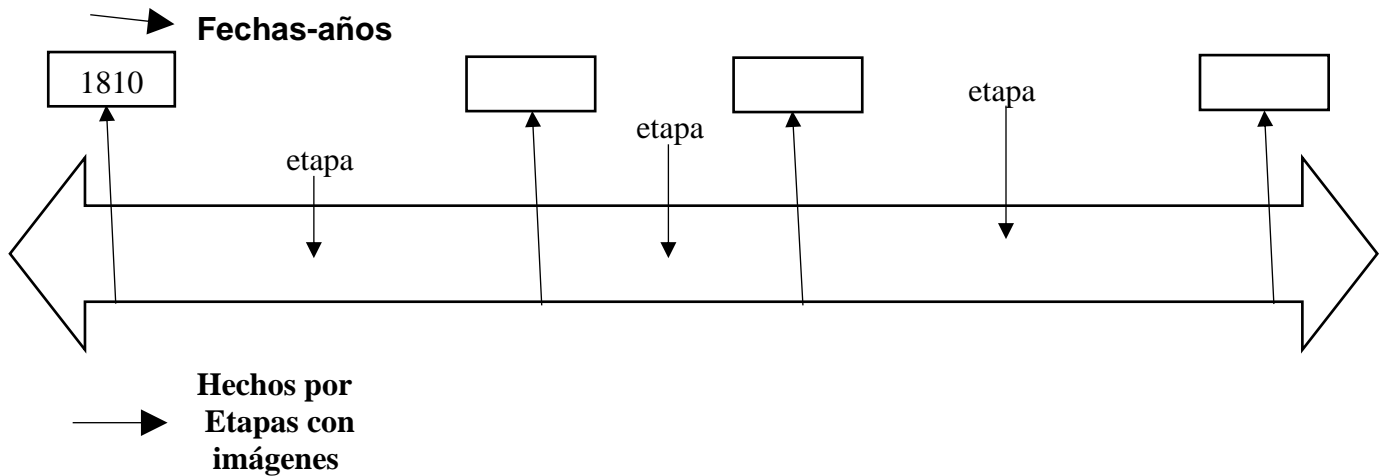 Fechas-años
1810
etapa
etapa
etapa
Hechos por
Etapas con
imágenes